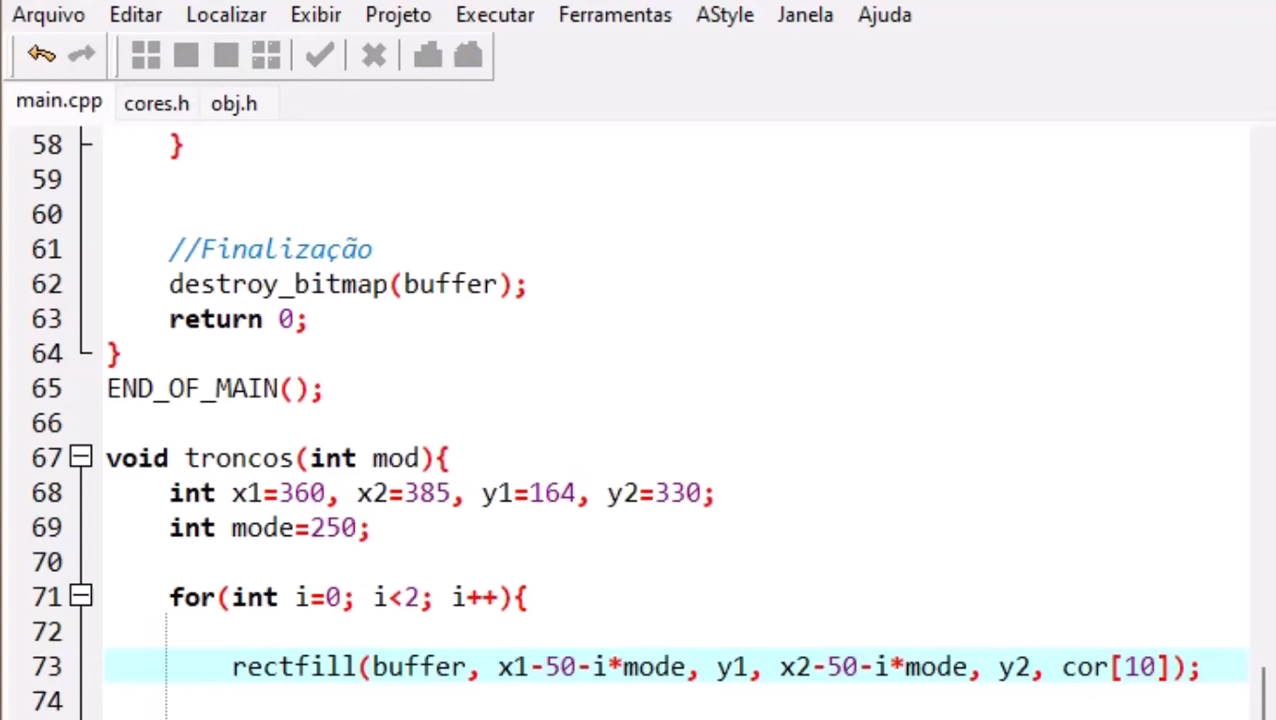 Arquivo Editar Localizar Exibir Projeto Executar Ferramentas AStyle Janela Ajuda
main.cpp cores.h obj.h
58 }
59
60
61 //Finalização
62 destroy_bitmap(buffer);
63 return 0;
64 }
65 END_OF_MAIN();
66
67 void troncos(int mod){
68 int x1=360, x2=385, y1=164, y2=330;
69 int mode=250;
70
71 for(int i=0; i<2; i++){
72
73 rectfill(buffer, x1-50-i*mode, y1, x2-50-i*mode, y2, cor[10]);
74